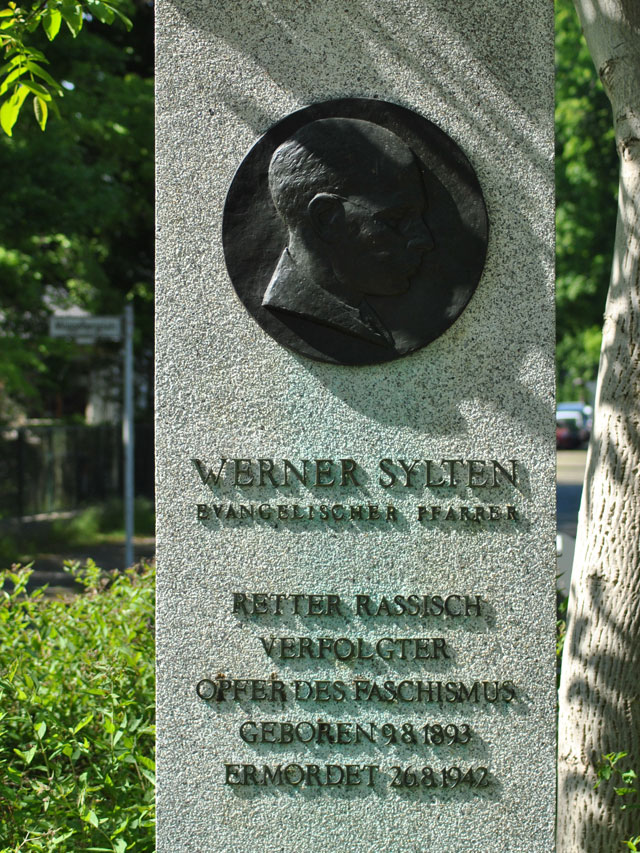 WERNER SYLTEN
EVANGELISCHER PFARRER
RETTER RASSISCH
VERFOLGTER
OPFER DES FASCHISMUS
GEBOREN 9.8.1893
ERMORDET 26.8.1942